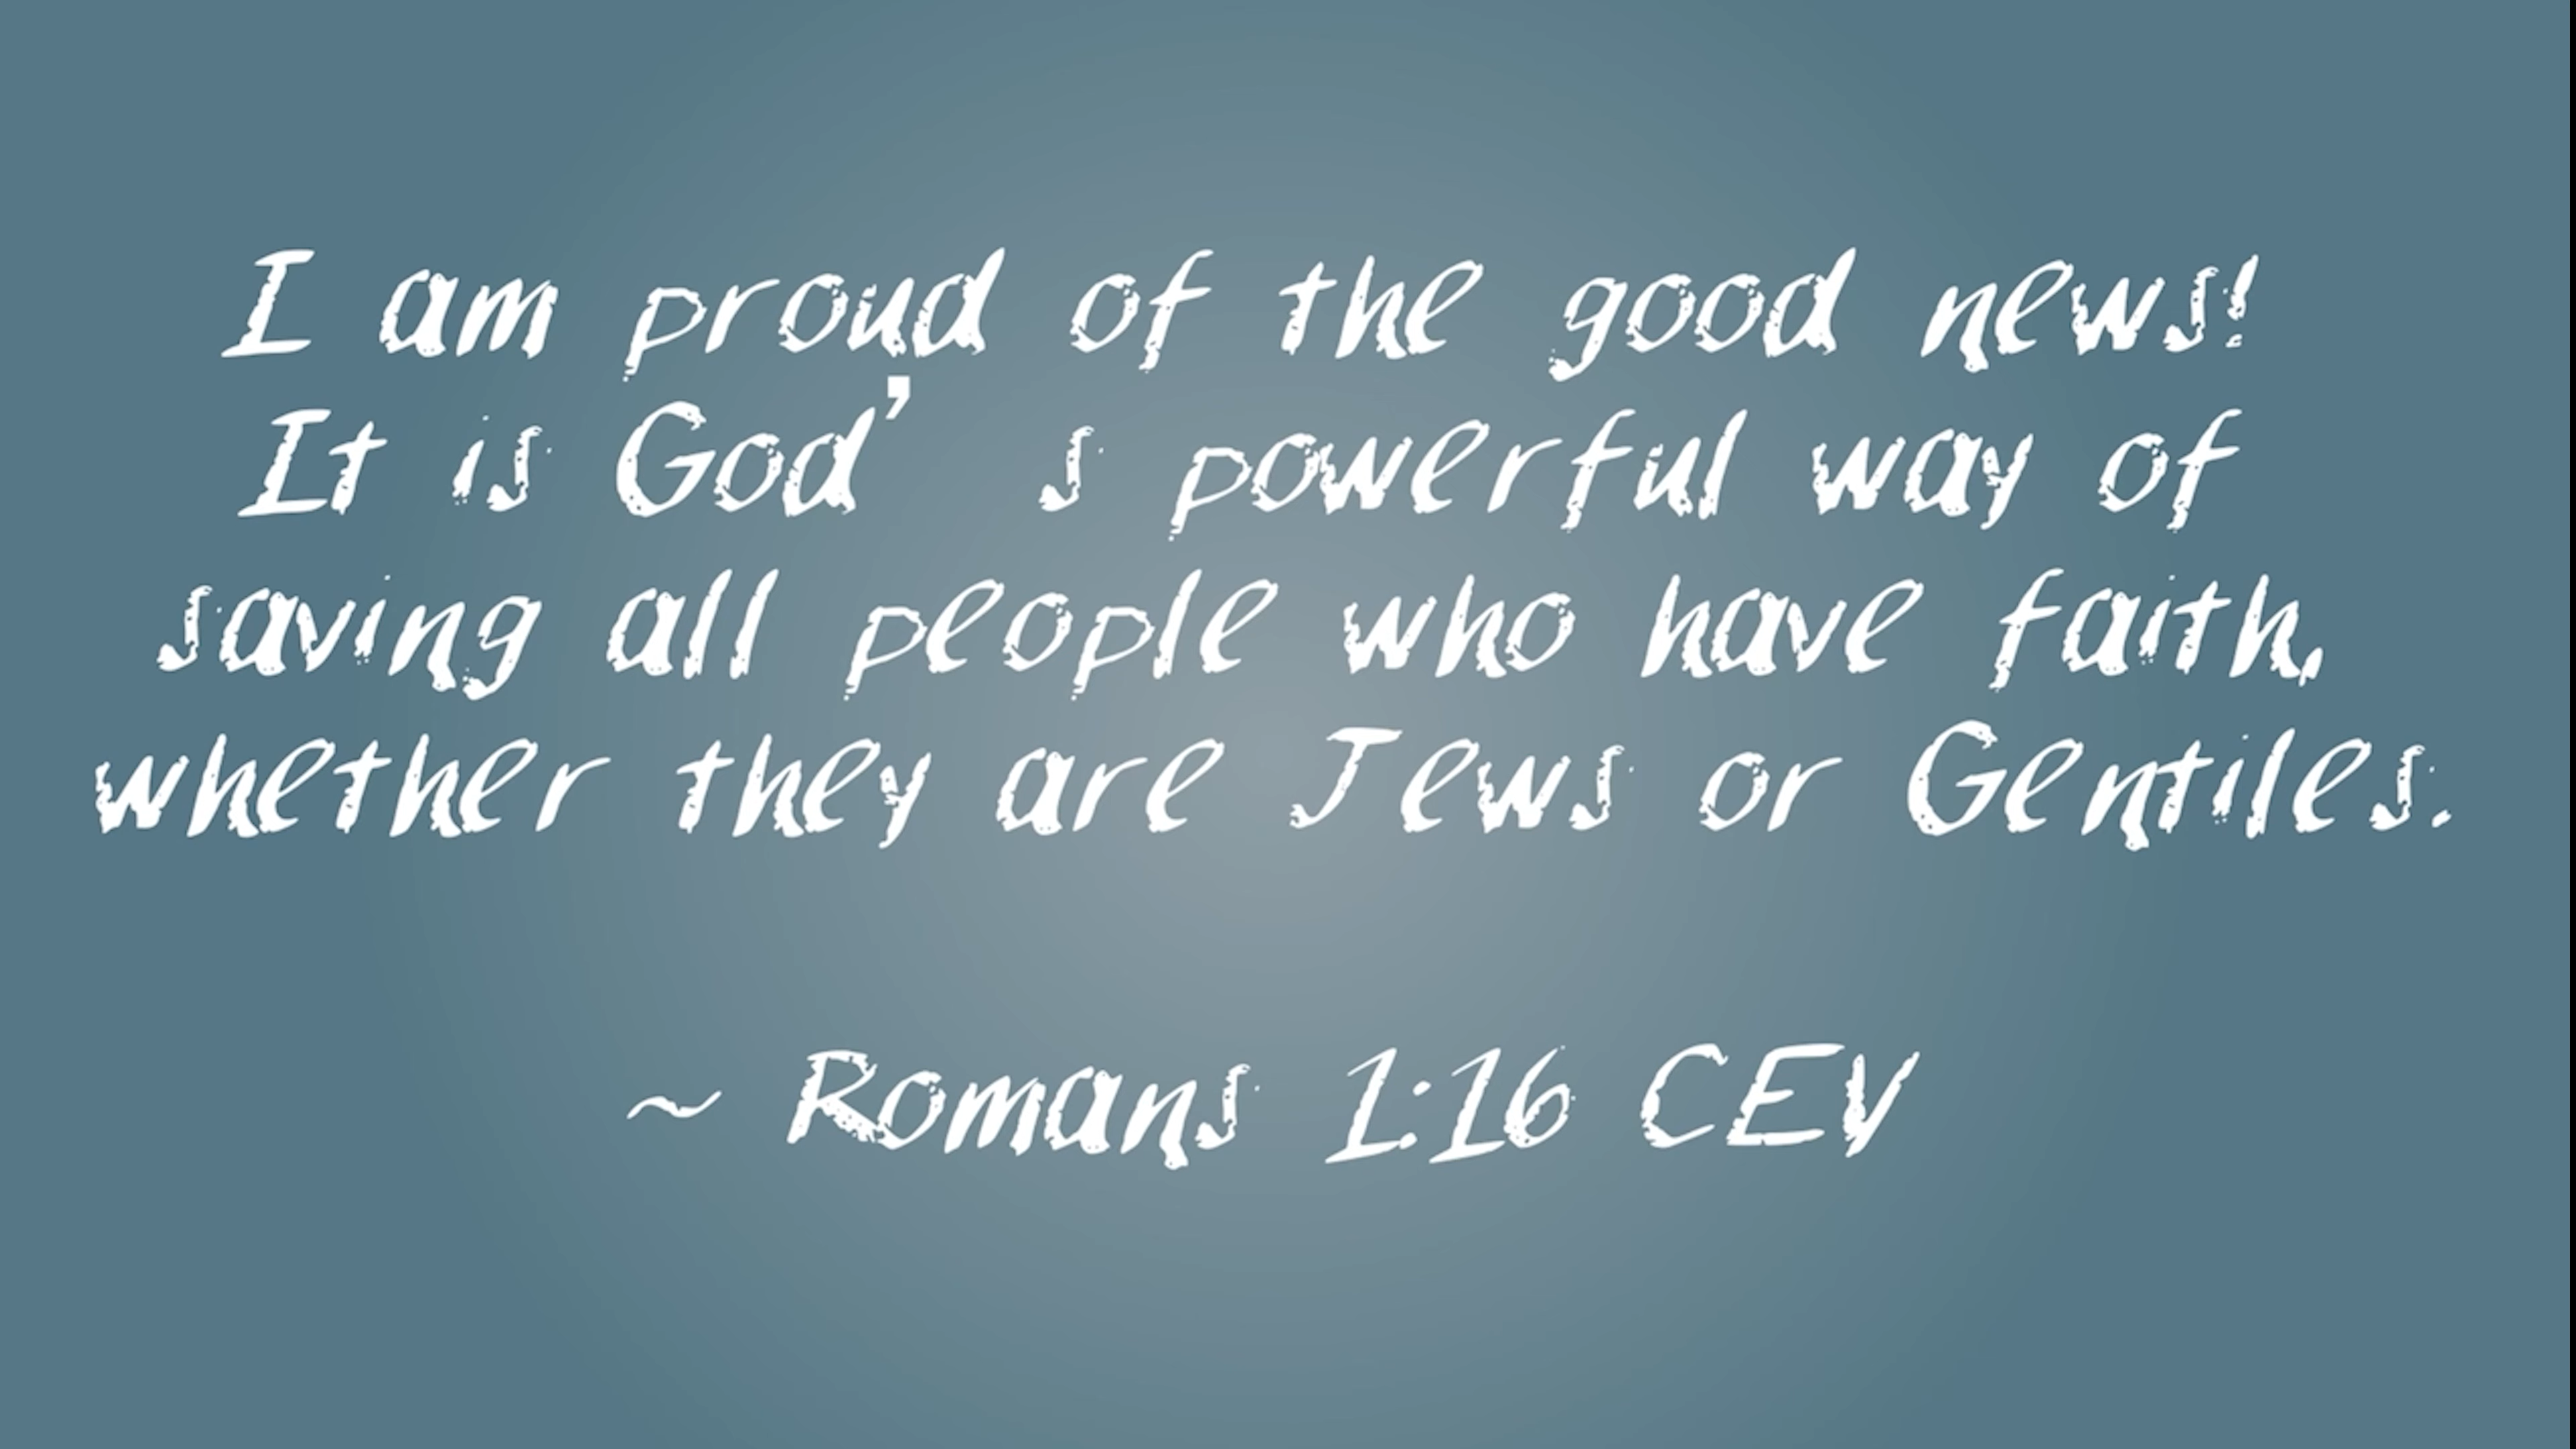 I am proud of the good news!
It is God’s powerful way of
saving all people who have faith,
whether they are Jews or Gentiles.
~ Romans 1:16 CEV